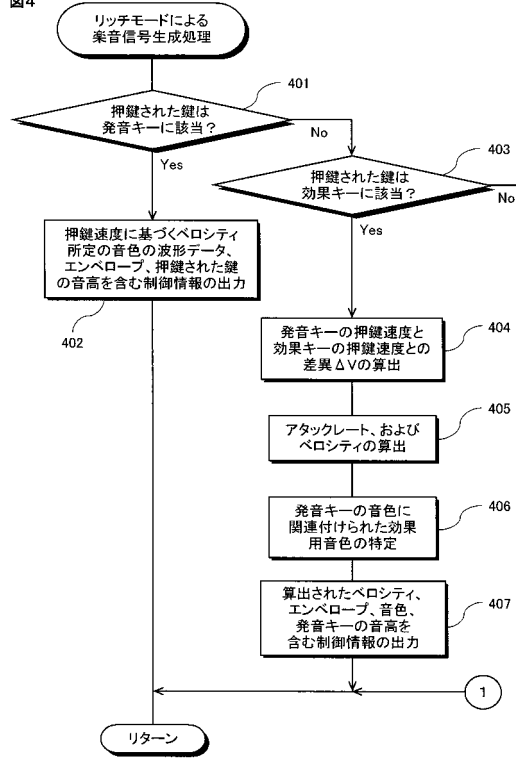 図4
リッチモードによる
楽音信号生成処理
401
押鍵された鍵は
発音キーに該当？
No
Yes
403
押鍵された鍵は
効果キーに該当？
No
Yes
押鍵速度に基づくベロシティ
所定の音色の波形データ、
エンベロープ、押鍵された鍵
の音高を含む制御情報の出力
402
発音キーの押鍵速度と
効果キーの押鍵速度との
差異ΔVの算出
404
405
アタックレート、および
ベロシティの算出
発音キーの音色に
関連付けられた効果
用音色の特定
406
算出されたベロシティ、
エンベロープ、音色、
発音キーの音高を
含む制御情報の出力
407
1
リターン